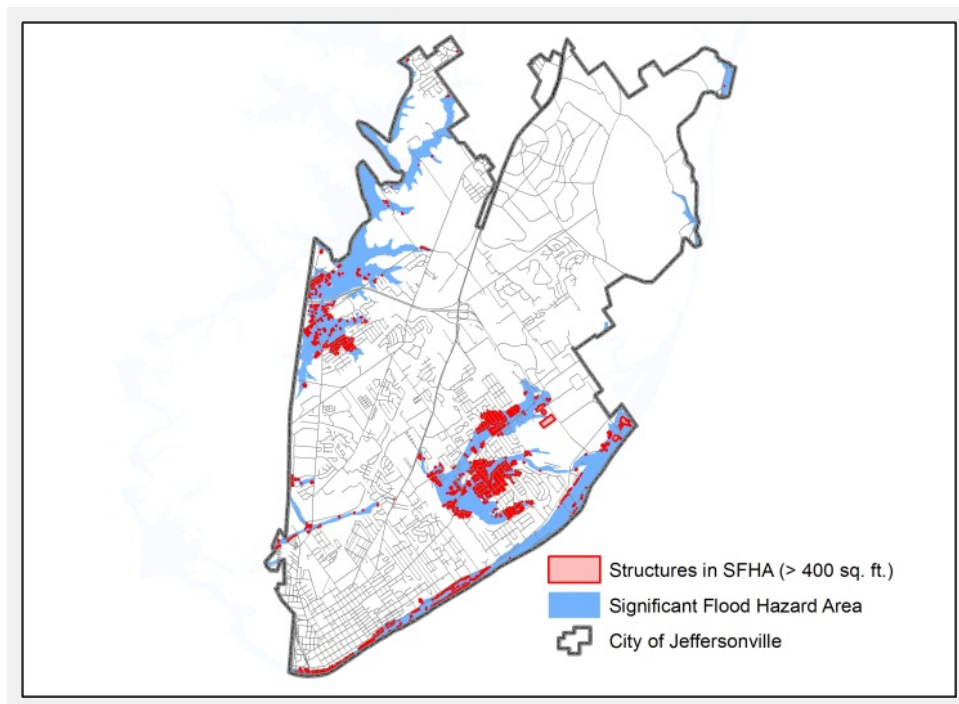 Structures in SFHA (> 400 sq. ft.)
Significant Flood Hazard Area
City of Jeffersonville